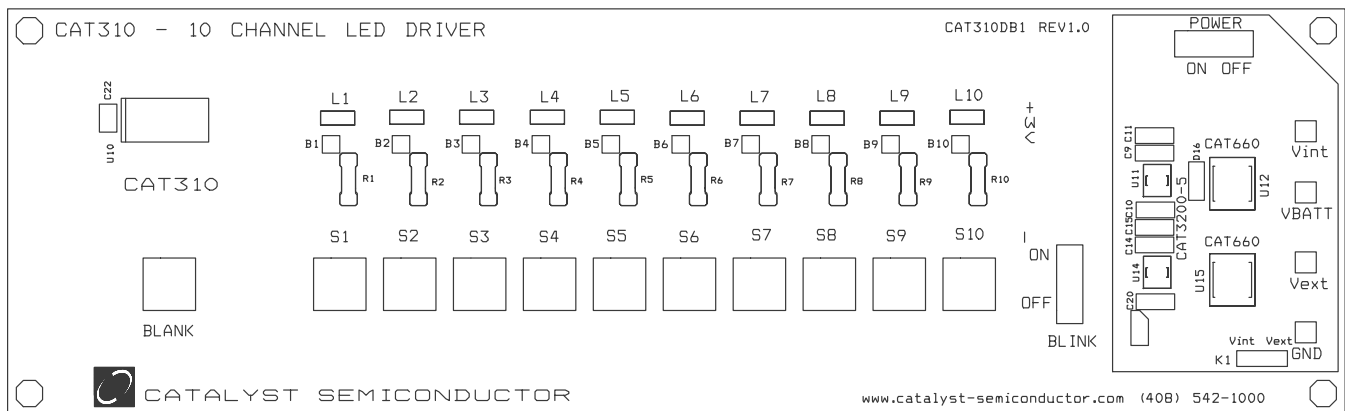 CAT310 - 10 CHANNEL LED DRIVER
CAT310DB1 REV1.0
POWER
ON OFF
C22
U10
CAT310
L1 L2 L3 L4 L5 L6 L7 L8 L9 L10
B1 B2 B3 B4 B5 B6 B7 B8 B9 B10
R1 R2 R3 R4 R5 R6 R7 R8 R9 R10
S1 S2 S3 S4 S5 S6 S7 S8 S9 S10
BLANK
ON
OFF
BLINK
C11
C9
U11
D16
CAT660
U12
C10
C15
C14
CAT3200-5
CAT660
U14
U15
C20
Vint
VBATT
Vext
GND
Vint Vext
K1
CATALYST SEMICONDUCTOR
www.catalyst-semiconductor.com (408) 542-1000